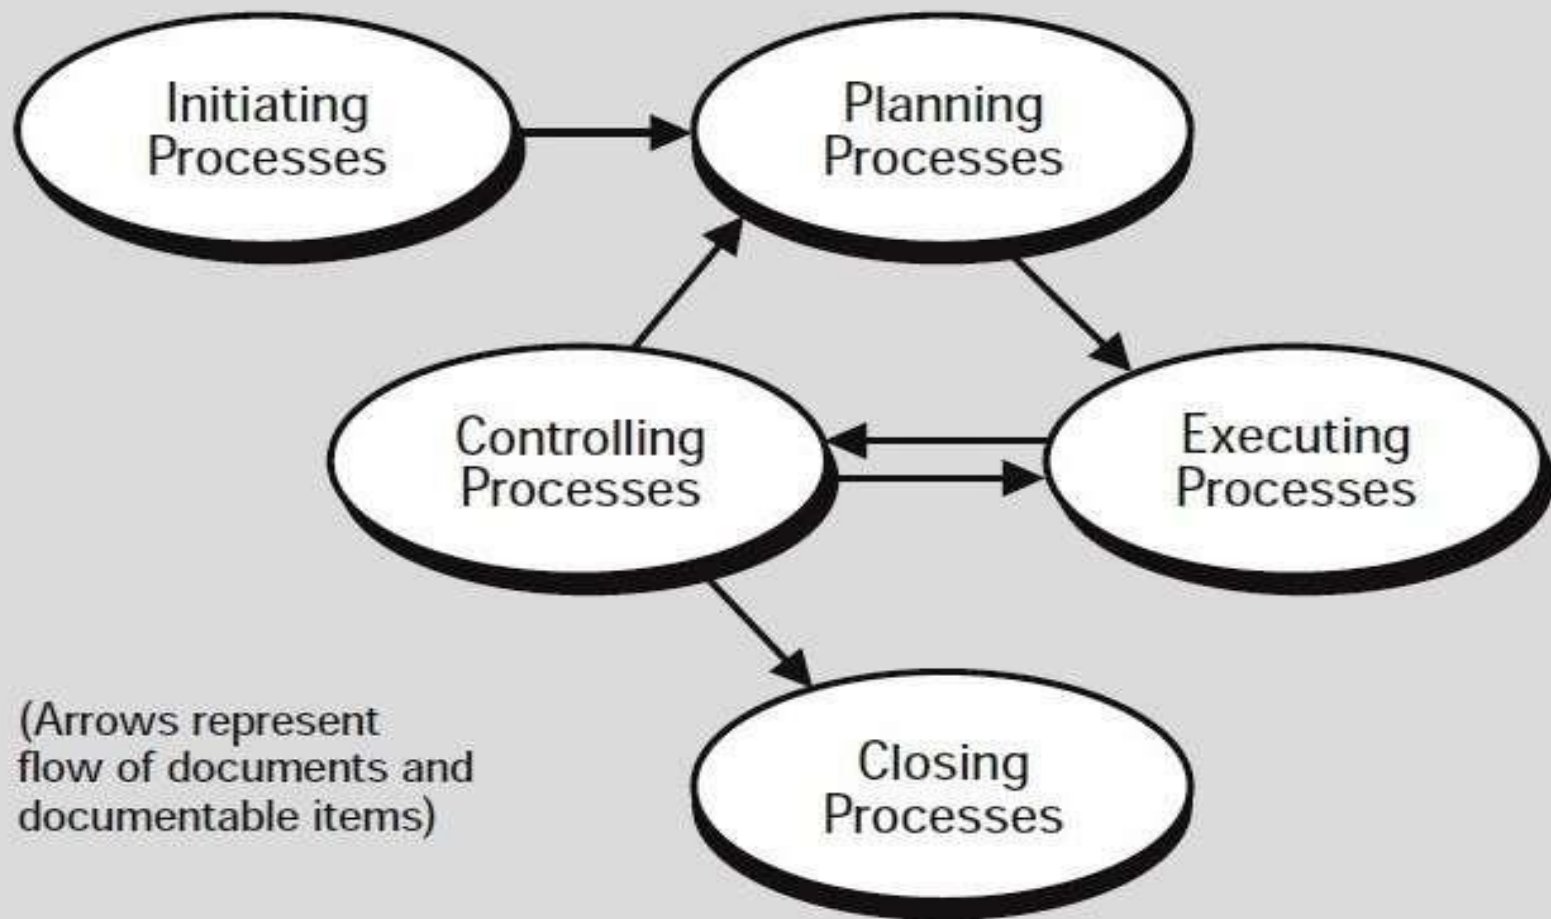 Initiating
Processes
Planning
Processes
Controlling
Processes
Executing
Processes
(Arrows represent
flow of documents and
documentable items)
Closing
Processes